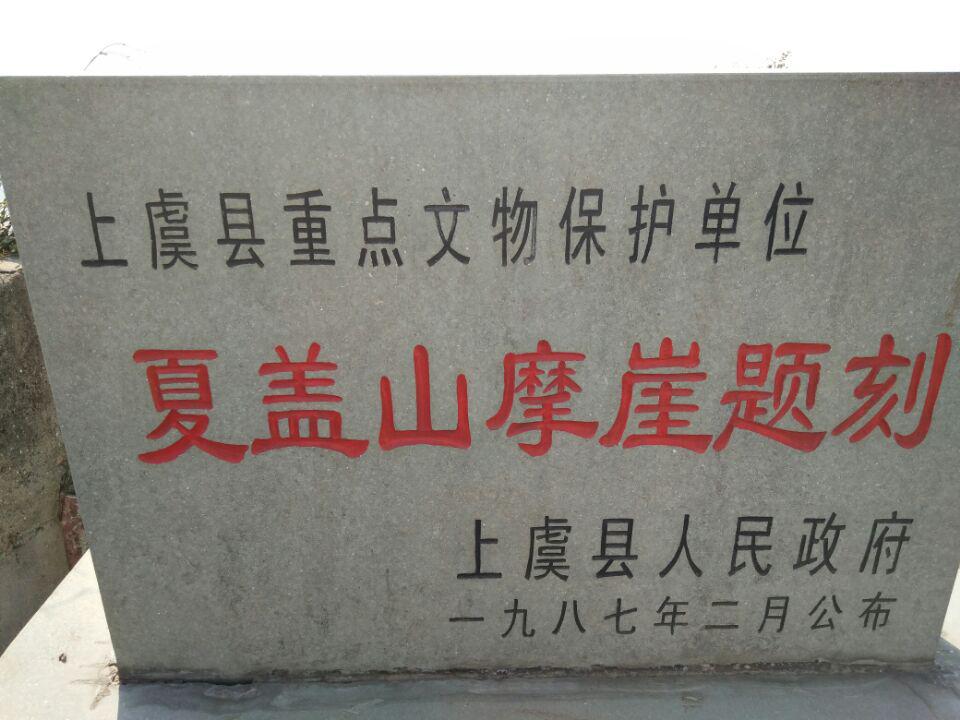 上虞县重点文物保护单位
夏盖山摩崖题刻
上虞县人民政府
一九八七年二月公布